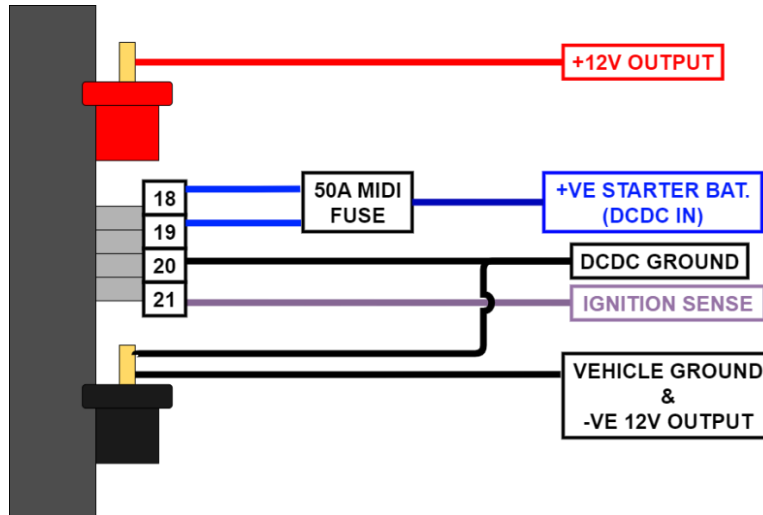 +12V OUTPUT
18
19
20
21
50A MIDI
FUSE
+VE STARTER BAT.
(DCDC IN)
DCDC GROUND
IGNITION SENSE
VEHICLE GROUND
&
-VE 12V OUTPUT